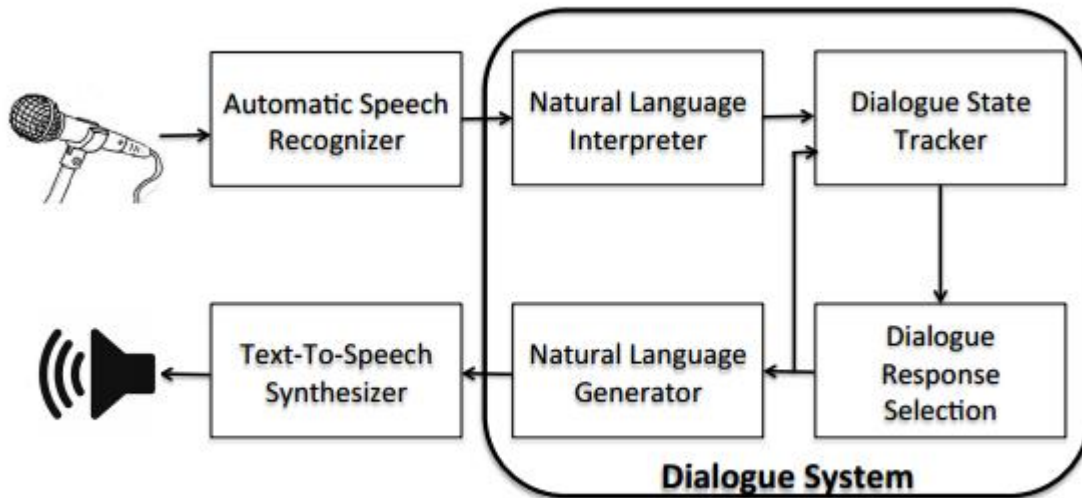 Automatic Speech
Recognizer
Natural Language
Interpreter
Dialogue State
Tracker
Text-To-Speech
Synthesizer
Natural Language
Generator
Dialogue
Response
Selection
Dialogue System